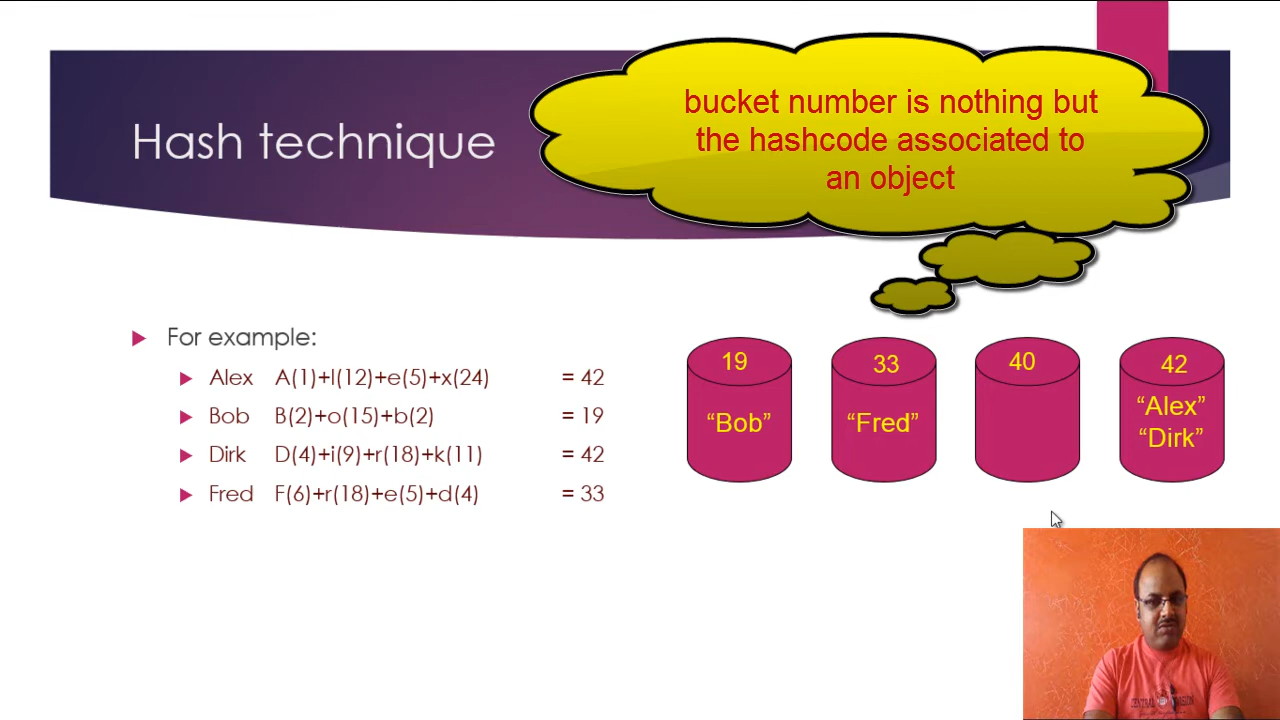 Hash technique
bucket number is nothing but
the hashcode associated to
an object
For example:
Alex A(1)+l(12)+e(5)+x(24) = 42
Bob B(2)+o(15)+b(2) = 19
Dirk D(4)+i(9)+r(18)+k(11) = 42
Fred F(6)+r(18)+e(5)+d(4) = 33
19
"Bob"
33
"Fred"
40
42
"Alex"
"Dirk"